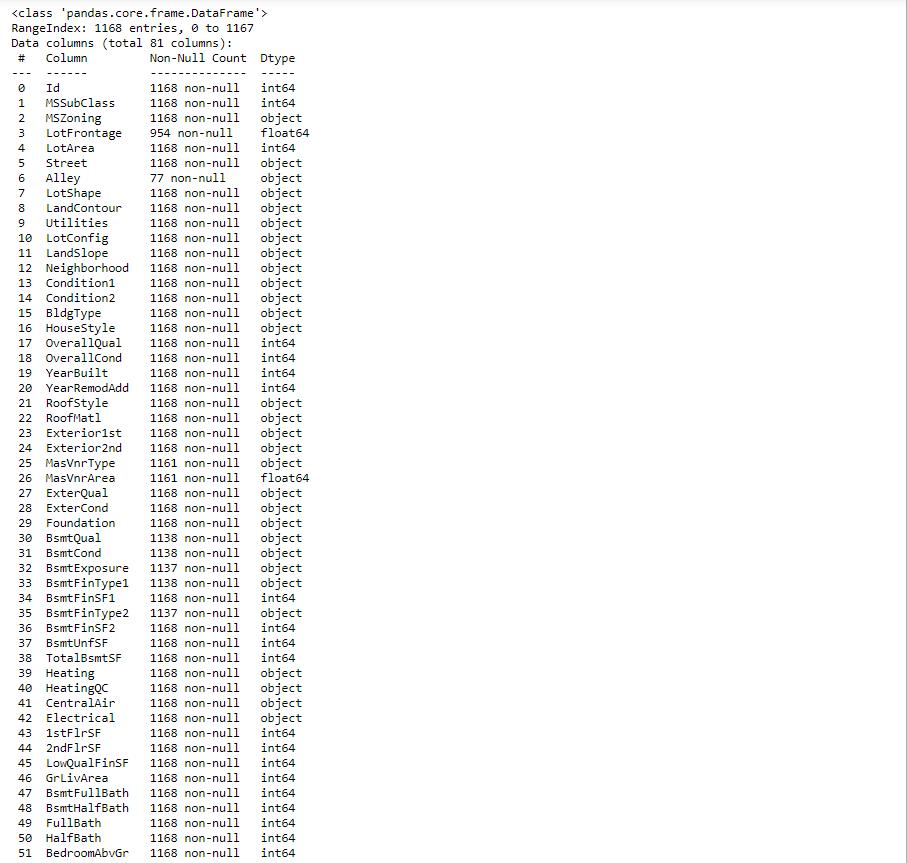 <class 'pandas.core.frame.DataFrame'>
RangeIndex: 1168 entries, 0 to 1167
Data columns (total 81 columns):
 #   Column         Non-Null Count  Dtype
---  ------         --------------  -----
 0   Id             1168 non-null   int64
 1   MSSubClass     1168 non-null   int64
 2   MSZoning       1168 non-null   object
 3   LotFrontage    954 non-null    float64
 4   LotArea        1168 non-null   int64
 5   Street         1168 non-null   object
 6   Alley          77 non-null     object
 7   LotShape       1168 non-null   object
 8   LandContour    1168 non-null   object
 9   Utilities      1168 non-null   object
 10  LotConfig      1168 non-null   object
 11  LandSlope      1168 non-null   object
 12  Neighborhood   1168 non-null   object
 13  Condition1     1168 non-null   object
 14  Condition2     1168 non-null   object
 15  BldgType       1168 non-null   object
 16  HouseStyle     1168 non-null   object
 17  OverallQual    1168 non-null   int64
 18  OverallCond    1168 non-null   int64
 19  YearBuilt      1168 non-null   int64
 20  YearRemodAdd   1168 non-null   int64
 21  RoofStyle      1168 non-null   object
 22  RoofMatl       1168 non-null   object
 23  Exterior1st    1168 non-null   object
 24  Exterior2nd    1168 non-null   object
 25  MasVnrType     1161 non-null   object
 26  MasVnrArea     1161 non-null   float64
 27  ExterQual      1168 non-null   object
 28  ExterCond      1168 non-null   object
 29  Foundation     1168 non-null   object
 30  BsmtQual       1138 non-null   object
 31  BsmtCond       1138 non-null   object
 32  BsmtExposure   1137 non-null   object
 33  BsmtFinType1   1138 non-null   object
 34  BsmtFinSF1     1168 non-null   int64
 35  BsmtFinType2   1137 non-null   object
 36  BsmtFinSF2     1168 non-null   int64
 37  BsmtUnfSF      1168 non-null   int64
 38  TotalBsmtSF    1168 non-null   int64
 39  Heating        1168 non-null   object
 40  HeatingQC      1168 non-null   object
 41  CentralAir     1168 non-null   object
 42  Electrical     1168 non-null   object
 43  1stFlrSF       1168 non-null   int64
 44  2ndFlrSF       1168 non-null   int64
 45  LowQualFinSF   1168 non-null   int64
 46  GrLivArea      1168 non-null   int64
 47  BsmtFullBath   1168 non-null   int64
 48  BsmtHalfBath   1168 non-null   int64
 49  FullBath       1168 non-null   int64
 50  HalfBath       1168 non-null   int64
 51  BedroomAbvGr   1168 non-null   int64